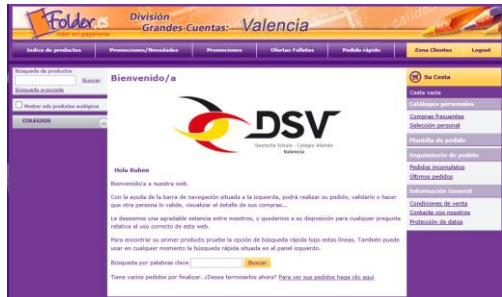 Folder.es
líder en papelería
División
Grandes Cuentas: Valencia
calidad
Indice de productos
Promociones/Novedades
Promociones
Ofertas Folletos
Pedido rápido
Zona Clientes
Logout
Búsqueda de productos
Buscar
Búsqueda avanzada
Mostrar sólo productos ecológicos
COLEGIOS
Bienvenido/a
DSV
Deutsche Schule - Colegio Alemán
Valencia
Hola Ruben
Bienvenido/a a nuestra web.
Con la ayuda de la barra de navegación situada a la izquierda, podrá realizar su pedido, validarlo o hacer
que otra persona lo valide, visualizar el detalle de sus compras...
Le deseamos una agradable estancia entre nosotros, y quedamos a su disposición para cualquier pregunta
relativa al uso correcto de esta web.
Para encontrar su primer producto pruebe la opción de búsqueda rápida bajo estas lineas. También puede
usar en cualquier momento la búsqueda rápida situada en el panel izquierdo.
Búsqueda por palabras clave
Buscar
Tiene varios pedidos por finalizar. ¿Desea terminarlos ahora? Para ver sus pedidos haga clic aquí
Su Cesta
Cesta vacía
Catálogos personales
Compras frecuentes
Selección personal
Plantilla de pedido
Seguimiento de pedido
Pedidos incompletos
Últimos pedidos
Información General
Condiciones de venta
Contacte con nosotros
Protección de datos